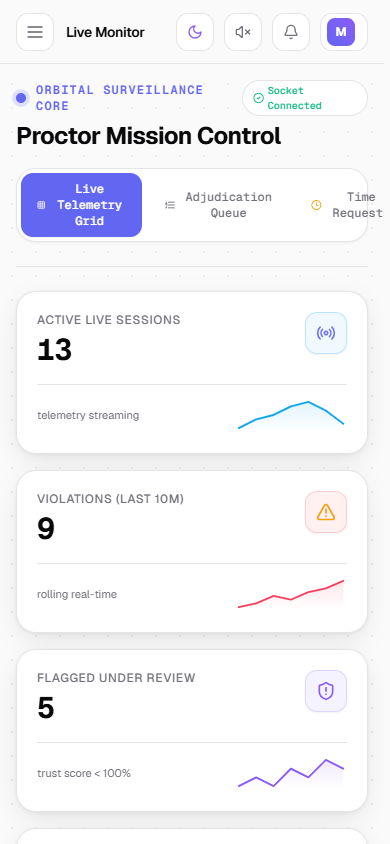 Live Monitor
M
ORBITAL SURVEILLANCE
CORE
Socket
Connected
Proctor Mission Control
Live
Telemetry
Grid
Adjudication
Queue
Time
Request
ACTIVE LIVE SESSIONS
13
telemetry streaming
VIOLATIONS (LAST 10M)
9
rolling real-time
FLAGGED UNDER REVIEW
5
trust score < 100%